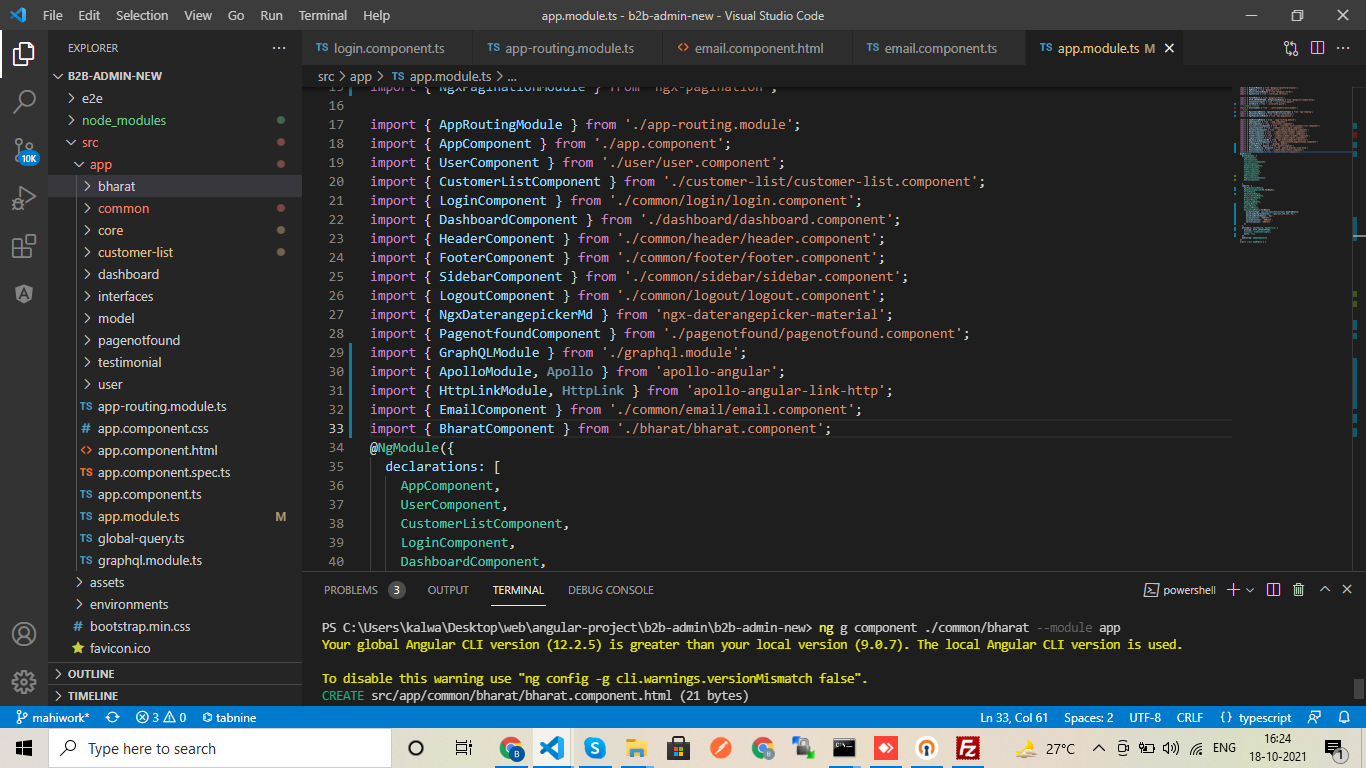 File Edit Selection View Go Run Terminal Help
app.module.ts - b2b-admin-new - Visual Studio Code
EXPLORER
B2B-ADMIN-NEW
e2e
node_modules
src
app
bharat
common
core
customer-list
dashboard
interfaces
model
pagenotfound
testimonial
user
TS app-routing.module.ts
# app.component.css
<> app.component.html
TS app.component.spec.ts
TS app.component.ts
TS app.module.ts M
TS global-query.ts
TS graphql.module.ts
assets
environments
# bootstrap.min.css
favicon.ico
OUTLINE
TIMELINE
10K
TS login.component.ts
TS app-routing.module.ts
<> email.component.html
TS email.component.ts
TS app.module.ts M
src > app > TS app.module.ts > ...
15 import { NgxPaginationModule } from 'ngx-pagination';
16
17 import { AppRoutingModule } from './app-routing.module';
18 import { AppComponent } from './app.component';
19 import { UserComponent } from './user/user.component';
20 import { CustomerListComponent } from './customer-list/customer-list.component';
21 import { LoginComponent } from './common/login/login.component';
22 import { DashboardComponent } from './dashboard/dashboard.component';
23 import { HeaderComponent } from './common/header/header.component';
24 import { FooterComponent } from './common/footer/footer.component';
25 import { SidebarComponent } from './common/sidebar/sidebar.component';
26 import { LogoutComponent } from './common/logout/logout.component';
27 import { NgxDaterangepickerMd } from 'ngx-daterangepicker-material';
28 import { PagenotfoundComponent } from './pagenotfound/pagenotfound.component';
29 import { GraphQLModule } from './graphql.module';
30 import { ApolloModule, Apollo } from 'apollo-angular';
31 import { HttpLinkModule, HttpLink } from 'apollo-angular-link-http';
32 import { EmailComponent } from './common/email/email.component';
33 import { BharatComponent } from './bharat/bharat.component';
34 @NgModule({
35 declarations: [
36 AppComponent,
37 UserComponent,
38 CustomerListComponent,
39 LoginComponent,
40 DashboardComponent,
PROBLEMS 3 OUTPUT TERMINAL DEBUG CONSOLE
powershell
PS C:\Users\kalwa\Desktop\web\angular-project\b2b-admin\b2b-admin-new> ng g component ./common/bharat --module app
Your global Angular CLI version (12.2.5) is greater than your local version (9.0.7). The local Angular CLI version is used.
To disable this warning use "ng config -g cli.warnings.versionMismatch false".
CREATE src/app/common/bharat/bharat.component.html (21 bytes)
mahiwork* 3 0 tabnine
Ln 33, Col 61 Spaces: 2 UTF-8 CRLF {} typescript
Type here to search
27°C
ENG
16:24
18-10-2021
1